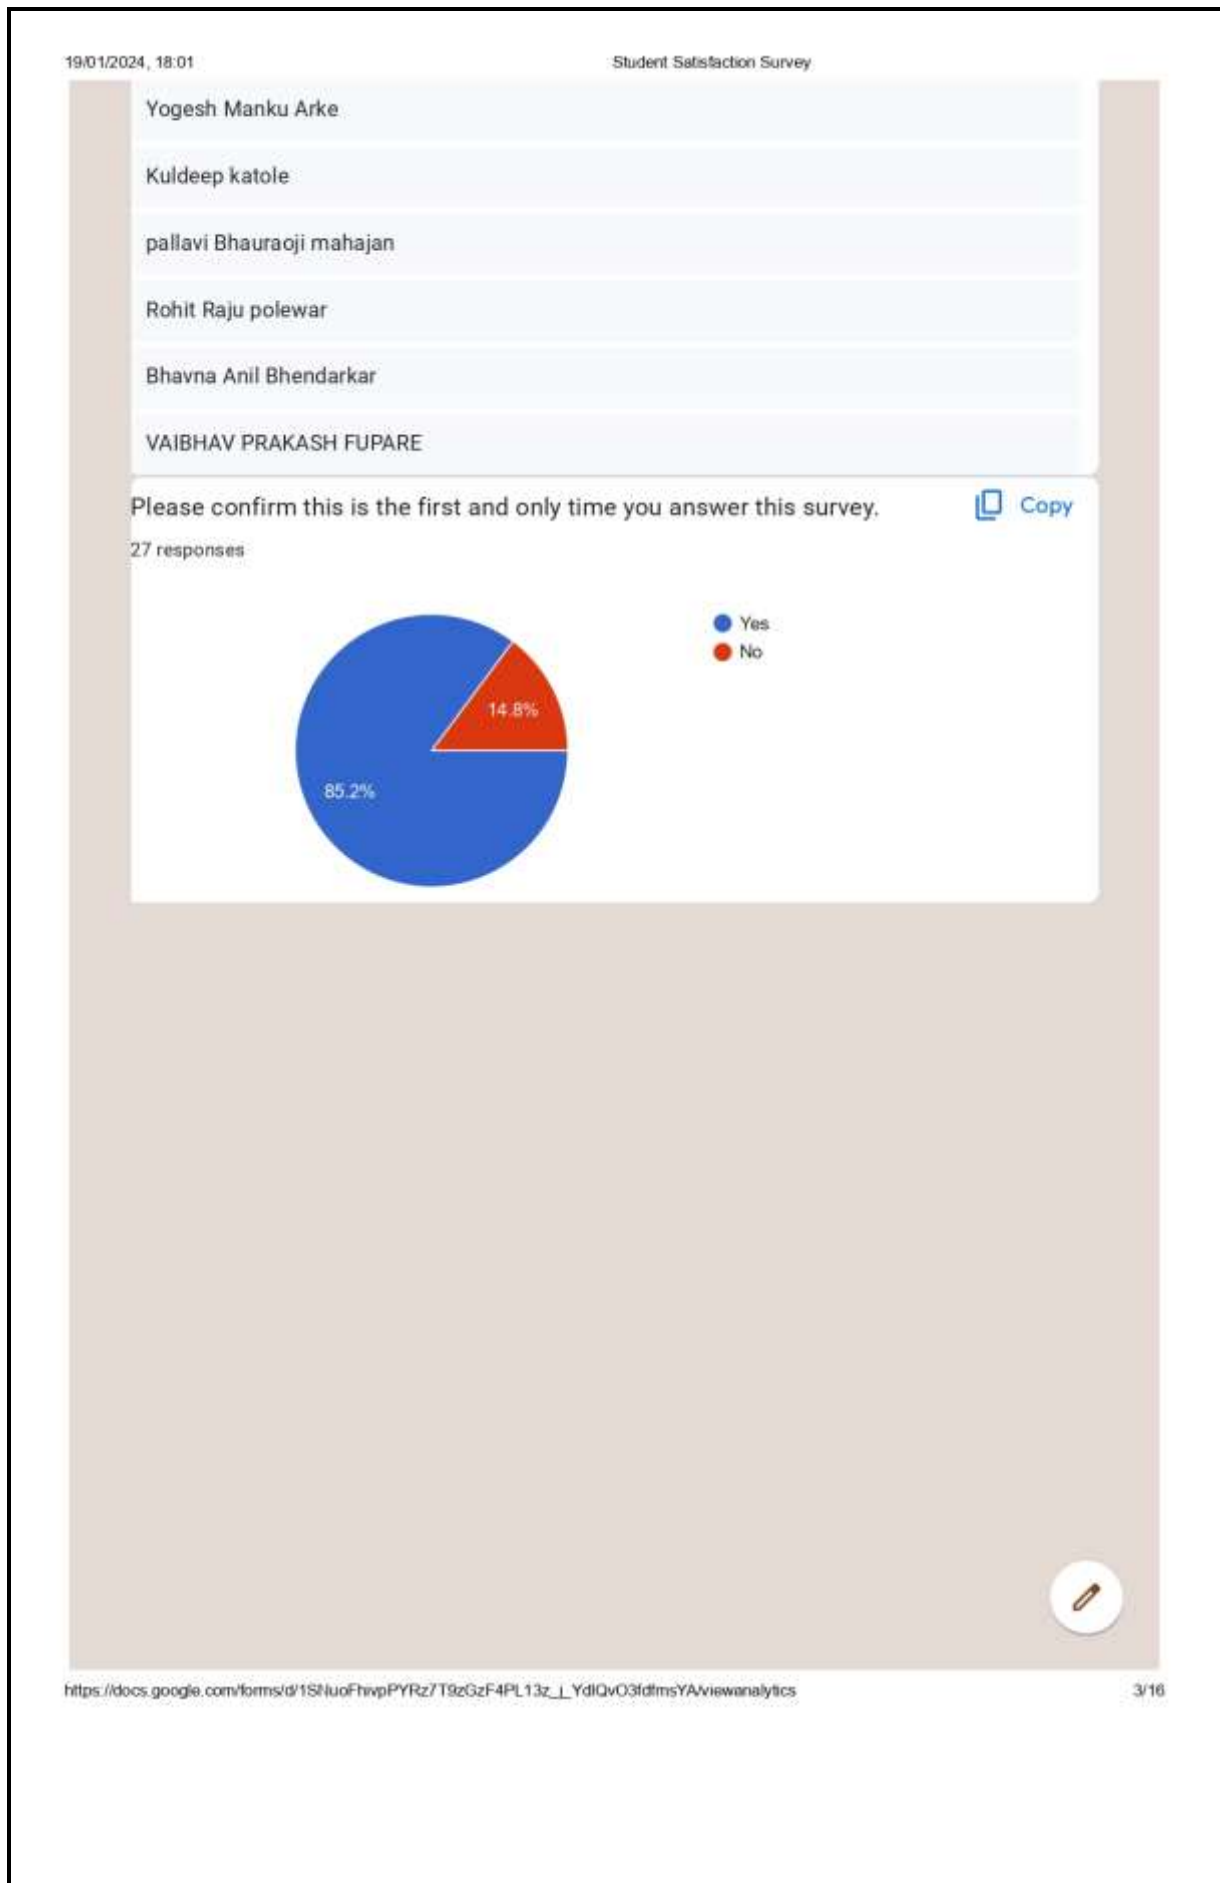 19/01/2024, 18:01 Student Satisfaction Survey
Yogesh Manku Arke
Kuldeep katole
pallavi Bhauraoji mahajan
Rohit Raju polewar
Bhavna Anil Bhendarkar
VAIBHAV PRAKASH FUPARE
Please confirm this is the first and only time you answer this survey. Copy
27 responses
Yes
No
14.8%
85.2%
3/16